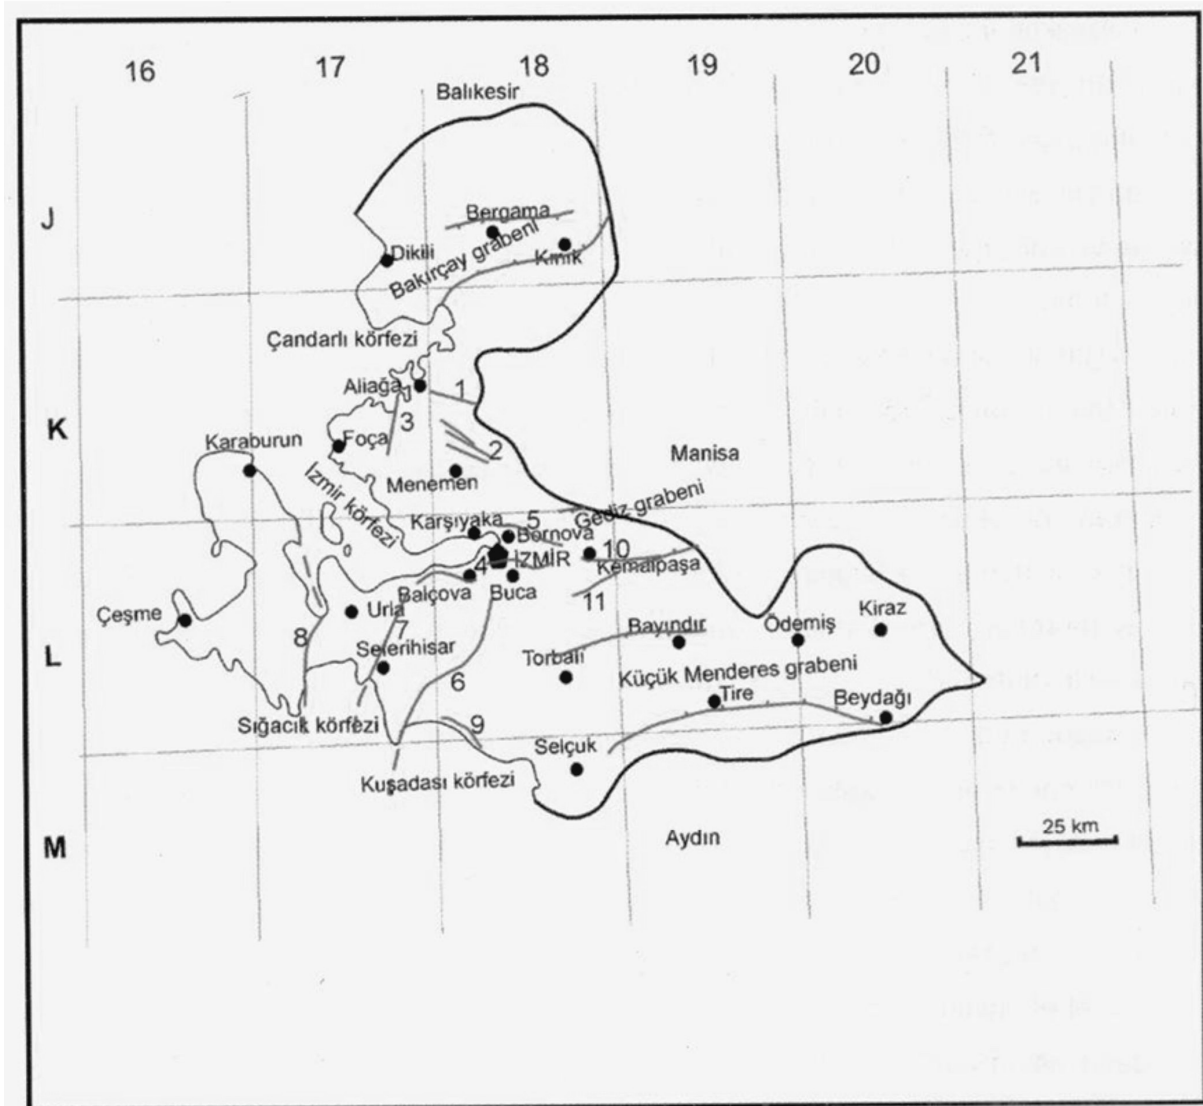 16 17 18 19 20 21
Balıkesir
J
Bergama
Dikili
Bakırçay grabeni
Kınık
Çandarlı körfezi
Aliağa
1
3
K
Karaburun
Foça
2
Manisa
Menemen
İzmir körfezi
Gediz grabeni
Karşıyaka
5
Bornova
10
İZMİR
4
Kemalpaşa
Balçova
Buca
11
Çeşme
Urla
Kiraz
8
7
Bayındır
Ödemiş
L
Seferihisar
Torbalı
6
Küçük Menderes grabeni
Tire
Beydağı
Sığacık körfezi
9
Selçuk
Kuşadası körfezi
M
Aydın
25 km